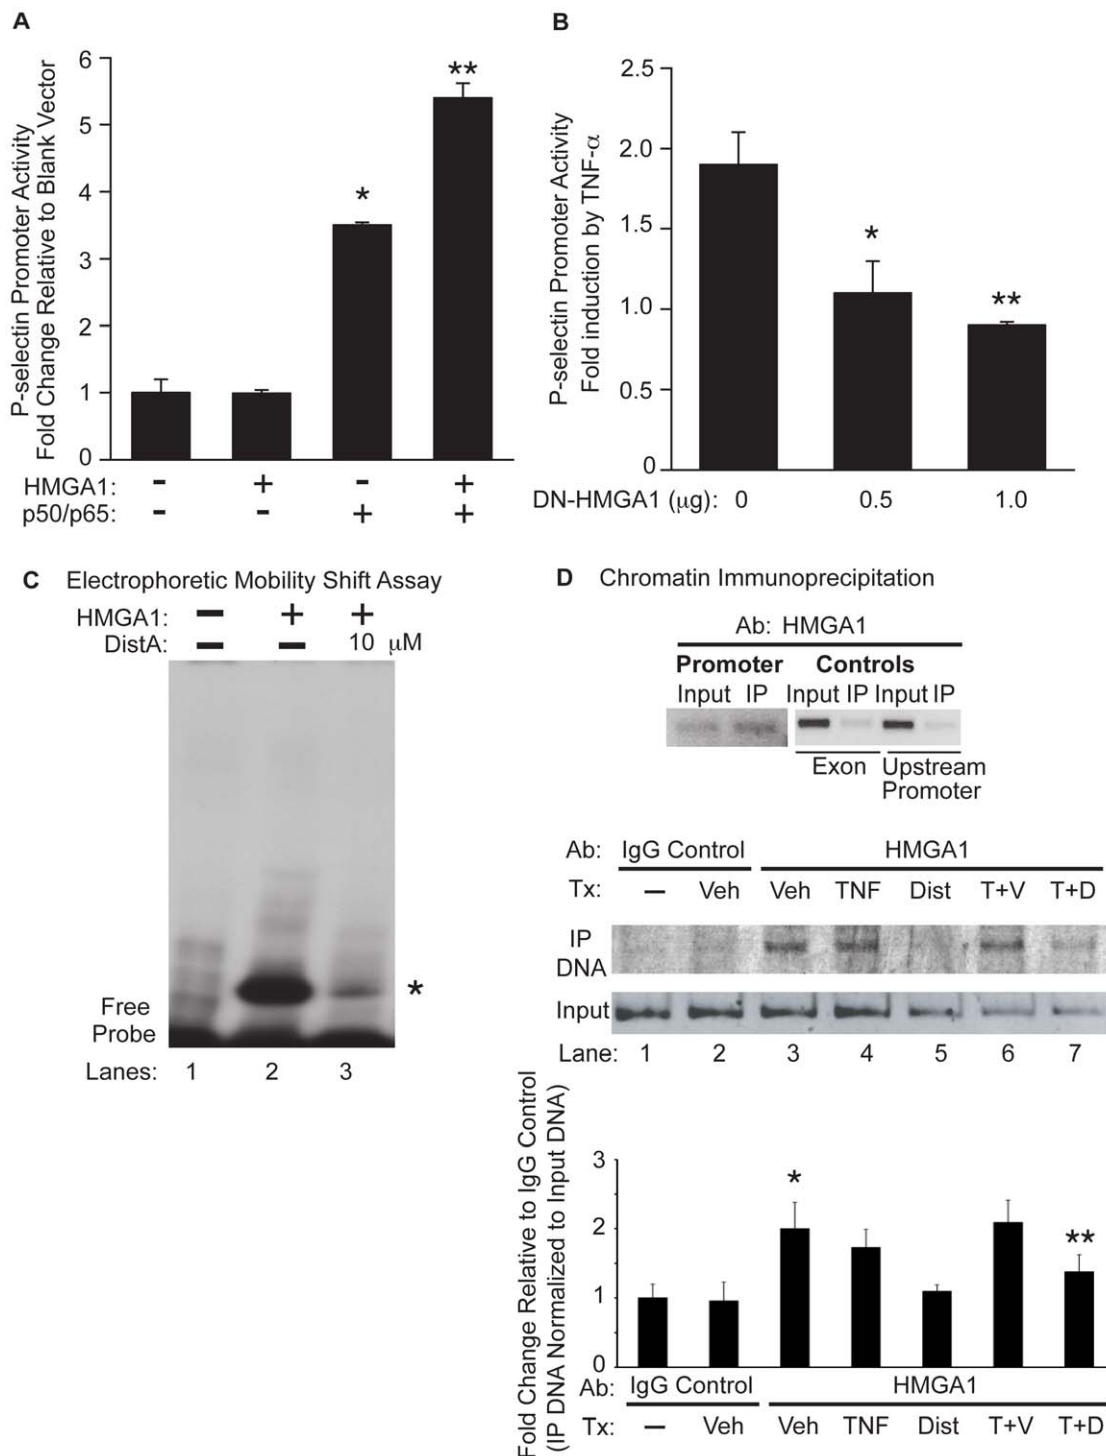 A
P-selectin Promoter Activity
Fold Change Relative to Blank Vector
6
5
4
3
2
1
0
*
**
HMGA1: - + - +
p50/p65: - - + +
B
P-selectin Promoter Activity
Fold induction by TNF-α
2.5
2.0
1.5
1.0
0.5
0
*
**
DN-HMGA1 (μg): 0 0.5 1.0
C Electrophoretic Mobility Shift Assay
HMGA1: – + +
DistA: – – 10 μM
*
Free
Probe
Lanes: 1 2 3
D Chromatin Immunoprecipitation
Ab: HMGA1
Promoter Controls
Input IP Input IP Input IP
Exon Upstream
Promoter
Ab: IgG Control HMGA1
Tx: – Veh Veh TNF Dist T+V T+D
IP
DNA
Input
Lane: 1 2 3 4 5 6 7
Fold Change Relative to IgG Control
(IP DNA Normalized to Input DNA)
3
2
1
0
*
**
Ab: IgG Control HMGA1
Tx: – Veh Veh TNF Dist T+V T+D